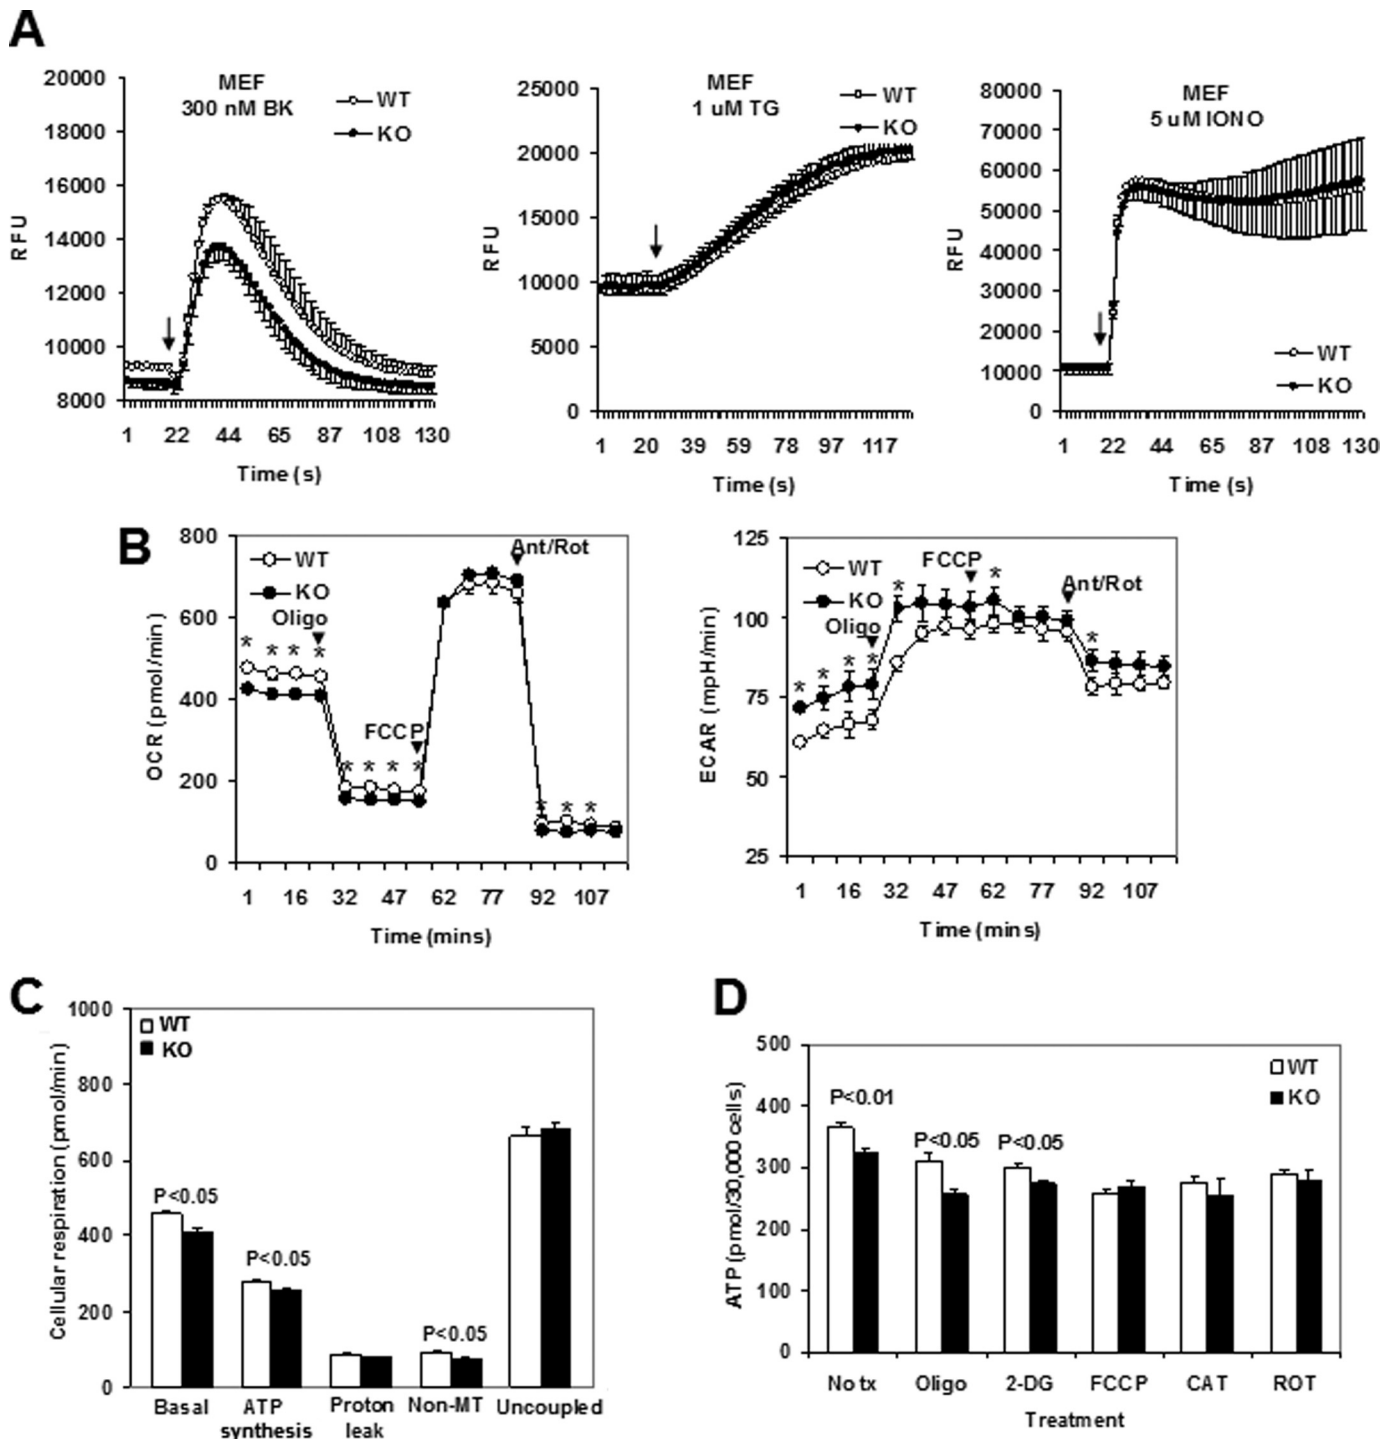 A
MEF
300 nM BK
WT
KO
20000
18000
16000
14000
12000
10000
8000
RFU
1 22 44 65 87 108 130
Time (s)
MEF
1 uM TG
WT
KO
25000
20000
15000
10000
5000
0
RFU
1 20 39 59 78 97 117
Time (s)
MEF
5 uM IONO
80000
70000
60000
50000
40000
30000
20000
10000
0
RFU
WT
KO
1 22 44 65 87 108 130
Time (s)
B
800
600
400
200
0
OCR (pmol/min)
WT
KO
Oligo
* * * *
FCCP
* * * *
Ant/Rot
* * *
1 16 32 47 62 77 92 107
Time (mins)
125
100
75
50
25
ECAR (mpH/min)
WT
KO
Oligo
* * * *
*
FCCP
*
Ant/Rot
*
1 16 32 47 62 77 92 107
Time (mins)
C
1000
800
600
400
200
0
Cellular respiration (pmol/min)
WT
KO
P<0.05
P<0.05
P<0.05
Basal
ATP synthesis
Proton leak
Non-MT
Uncoupled
D
500
400
300
200
100
0
ATP (pmol/30,000 cells)
WT
KO
P<0.01
P<0.05
P<0.05
No tx Oligo 2-DG FCCP CAT ROT
Treatment